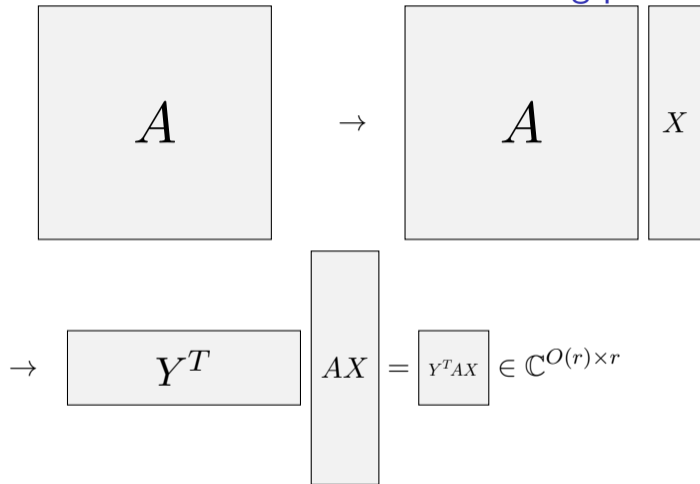 A → A X
→ Y^T AX = Y^T AX ∈ ℂ^{O(r)×r}